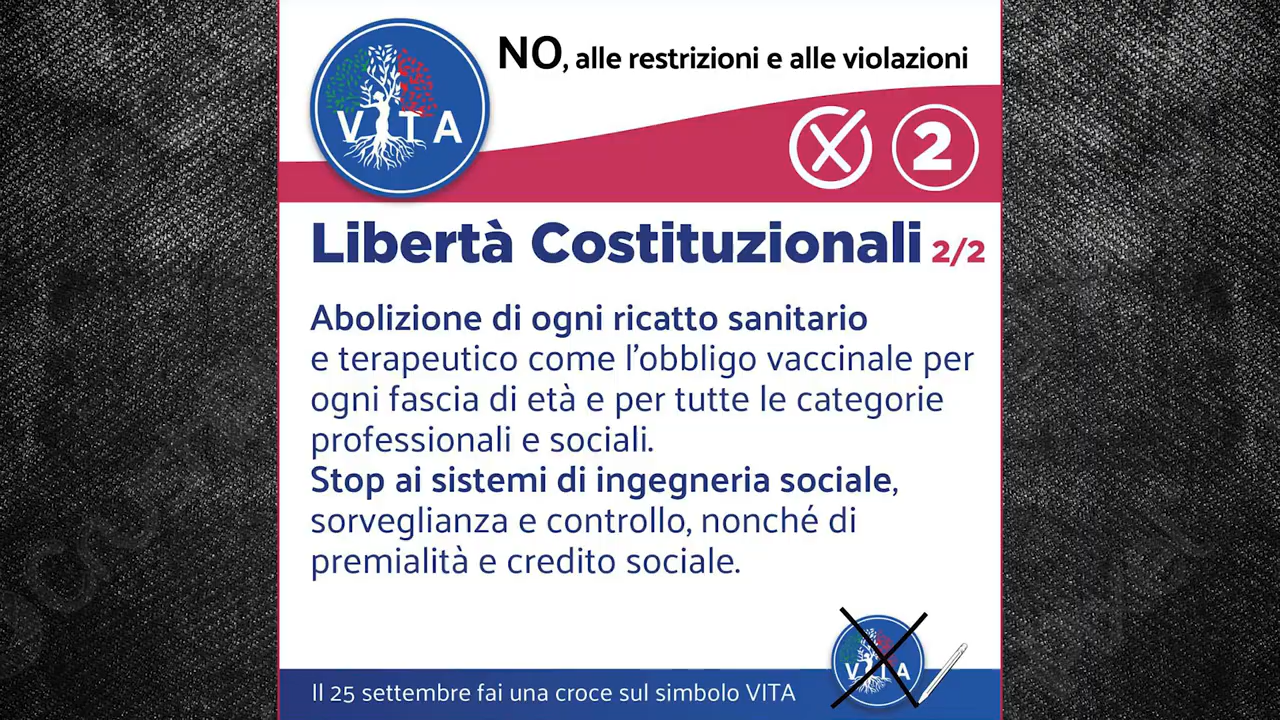 VITA
NO, alle restrizioni e alle violazioni
X 2
Libertà Costituzionali 2/2
Abolizione di ogni ricatto sanitario
e terapeutico come l'obbligo vaccinale per
ogni fascia di età e per tutte le categorie
professionali e sociali.
Stop ai sistemi di ingegneria sociale,
sorveglianza e controllo, nonché di
premialità e credito sociale.
Il 25 settembre fai una croce sul simbolo VITA
VITA